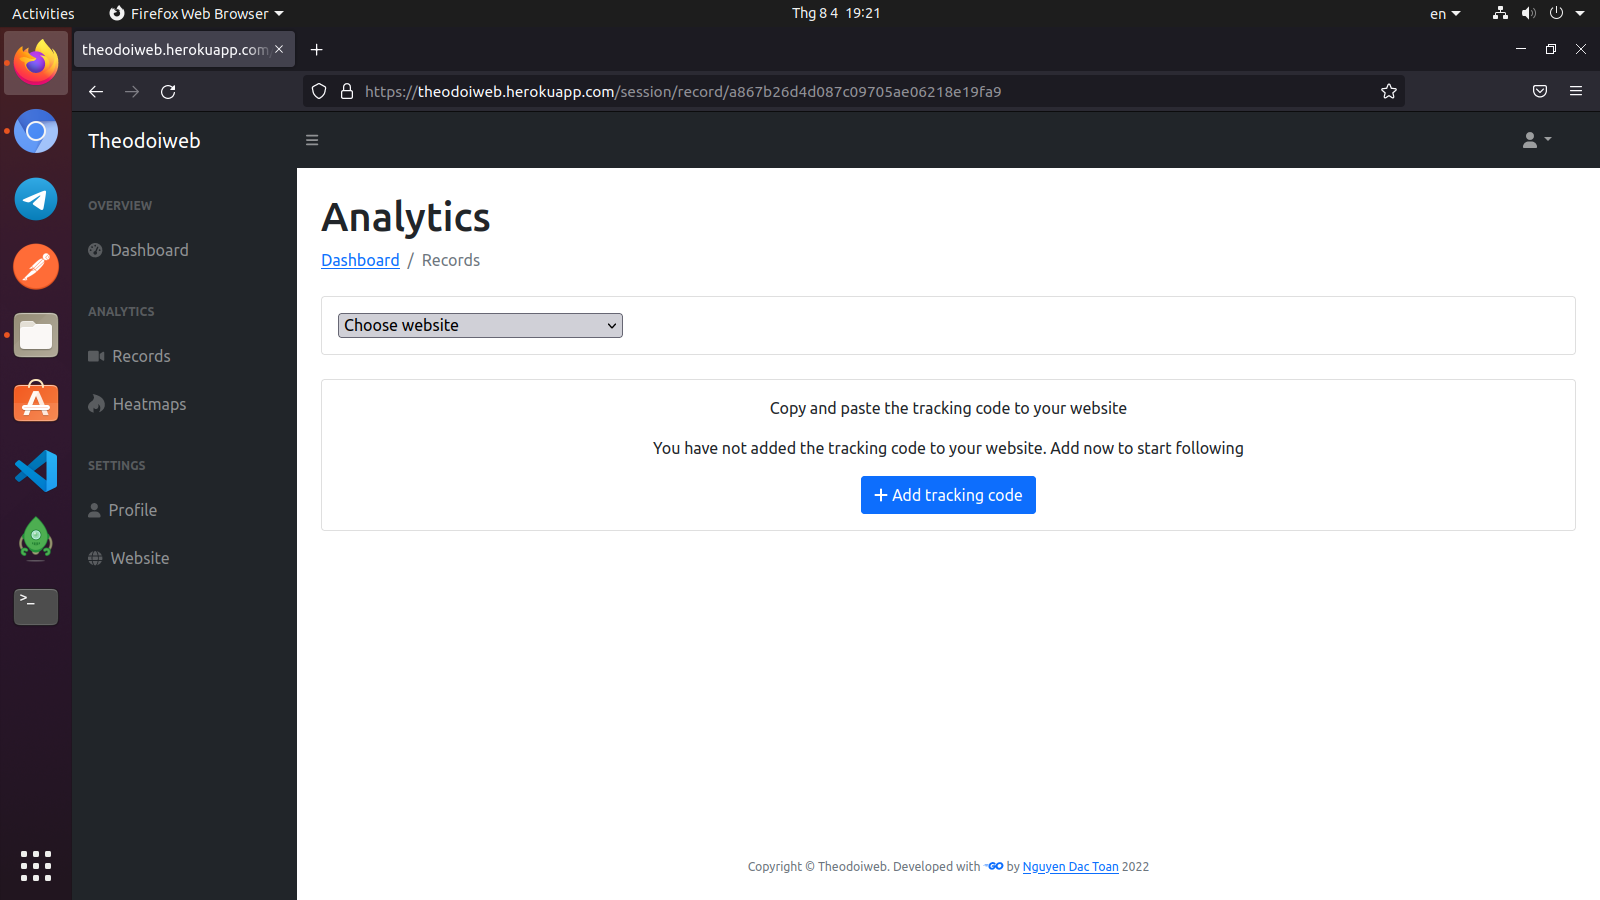 Activities
Firefox Web Browser
Thg 8 4 19:21
en
theodoiweb.herokuapp.com/
https://theodoiweb.herokuapp.com/session/record/a867b26d4d087c09705ae06218e19fa9
Theodoiweb
OVERVIEW
Dashboard
ANALYTICS
Records
Heatmaps
SETTINGS
Profile
Website
Analytics
Dashboard / Records
Choose website
Copy and paste the tracking code to your website
You have not added the tracking code to your website. Add now to start following
+ Add tracking code
Copyright © Theodoiweb. Developed with GO by Nguyen Dac Toan 2022
>_